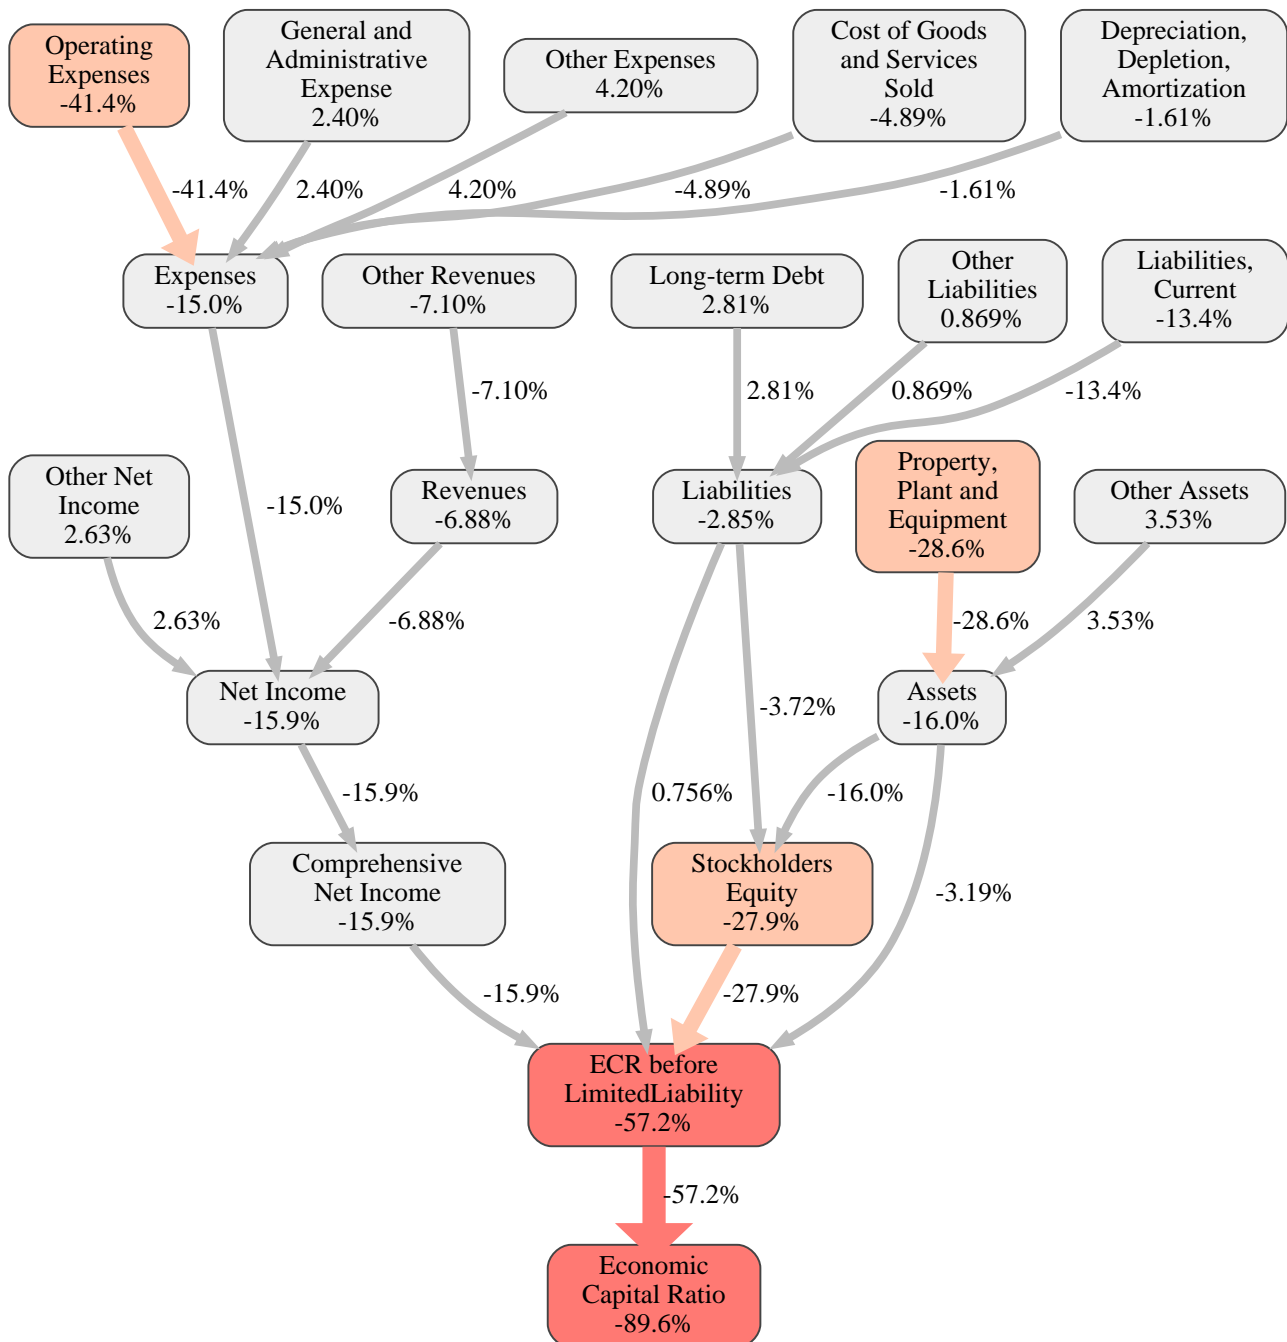 Operating
Expenses
-41.4%
General and
Administrative
Expense
2.40%
Other Expenses
4.20%
Cost of Goods
and Services
Sold
-4.89%
Depreciation,
Depletion,
Amortization
-1.61%
-41.4%
2.40%
4.20%
-4.89%
-1.61%
Expenses
-15.0%
Other Revenues
-7.10%
Long-term Debt
2.81%
Other
Liabilities
0.869%
Liabilities,
Current
-13.4%
-7.10%
2.81%
0.869%
-13.4%
Other Net
Income
2.63%
-15.0%
Revenues
-6.88%
Liabilities
-2.85%
Property,
Plant and
Equipment
-28.6%
Other Assets
3.53%
2.63%
-6.88%
-28.6%
3.53%
Net Income
-15.9%
-3.72%
Assets
-16.0%
-15.9%
0.756%
-16.0%
Comprehensive
Net Income
-15.9%
Stockholders
Equity
-27.9%
-3.19%
-15.9%
-27.9%
ECR before
LimitedLiability
-57.2%
-57.2%
Economic
Capital Ratio
-89.6%